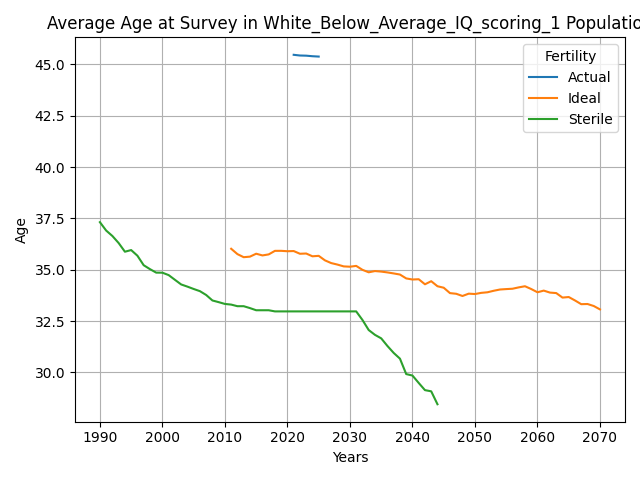 Average Age at Survey in White_Below_Average_IQ_scoring_1 Populatio
Fertility
Actual
Ideal
Sterile
45.0
42.5
40.0
37.5
35.0
32.5
30.0
Age
1990 2000 2010 2020 2030 2040 2050 2060 2070
Years